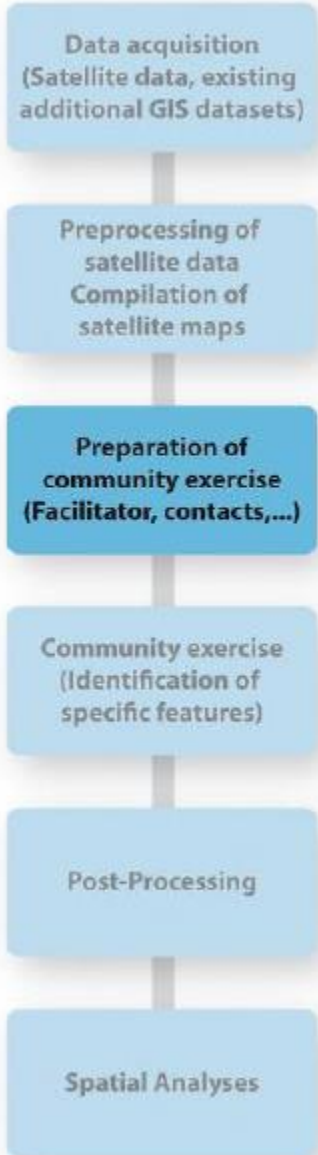 Data acquisition
(Satellite data, existing
additional GIS datasets)
Preprocessing of
satellite data
Compilation of
satellite maps
Preparation of
community exercise
(Facilitator, contacts,...)
Community exercise
(Identification of
specific features)
Post-Processing
Spatial Analyses